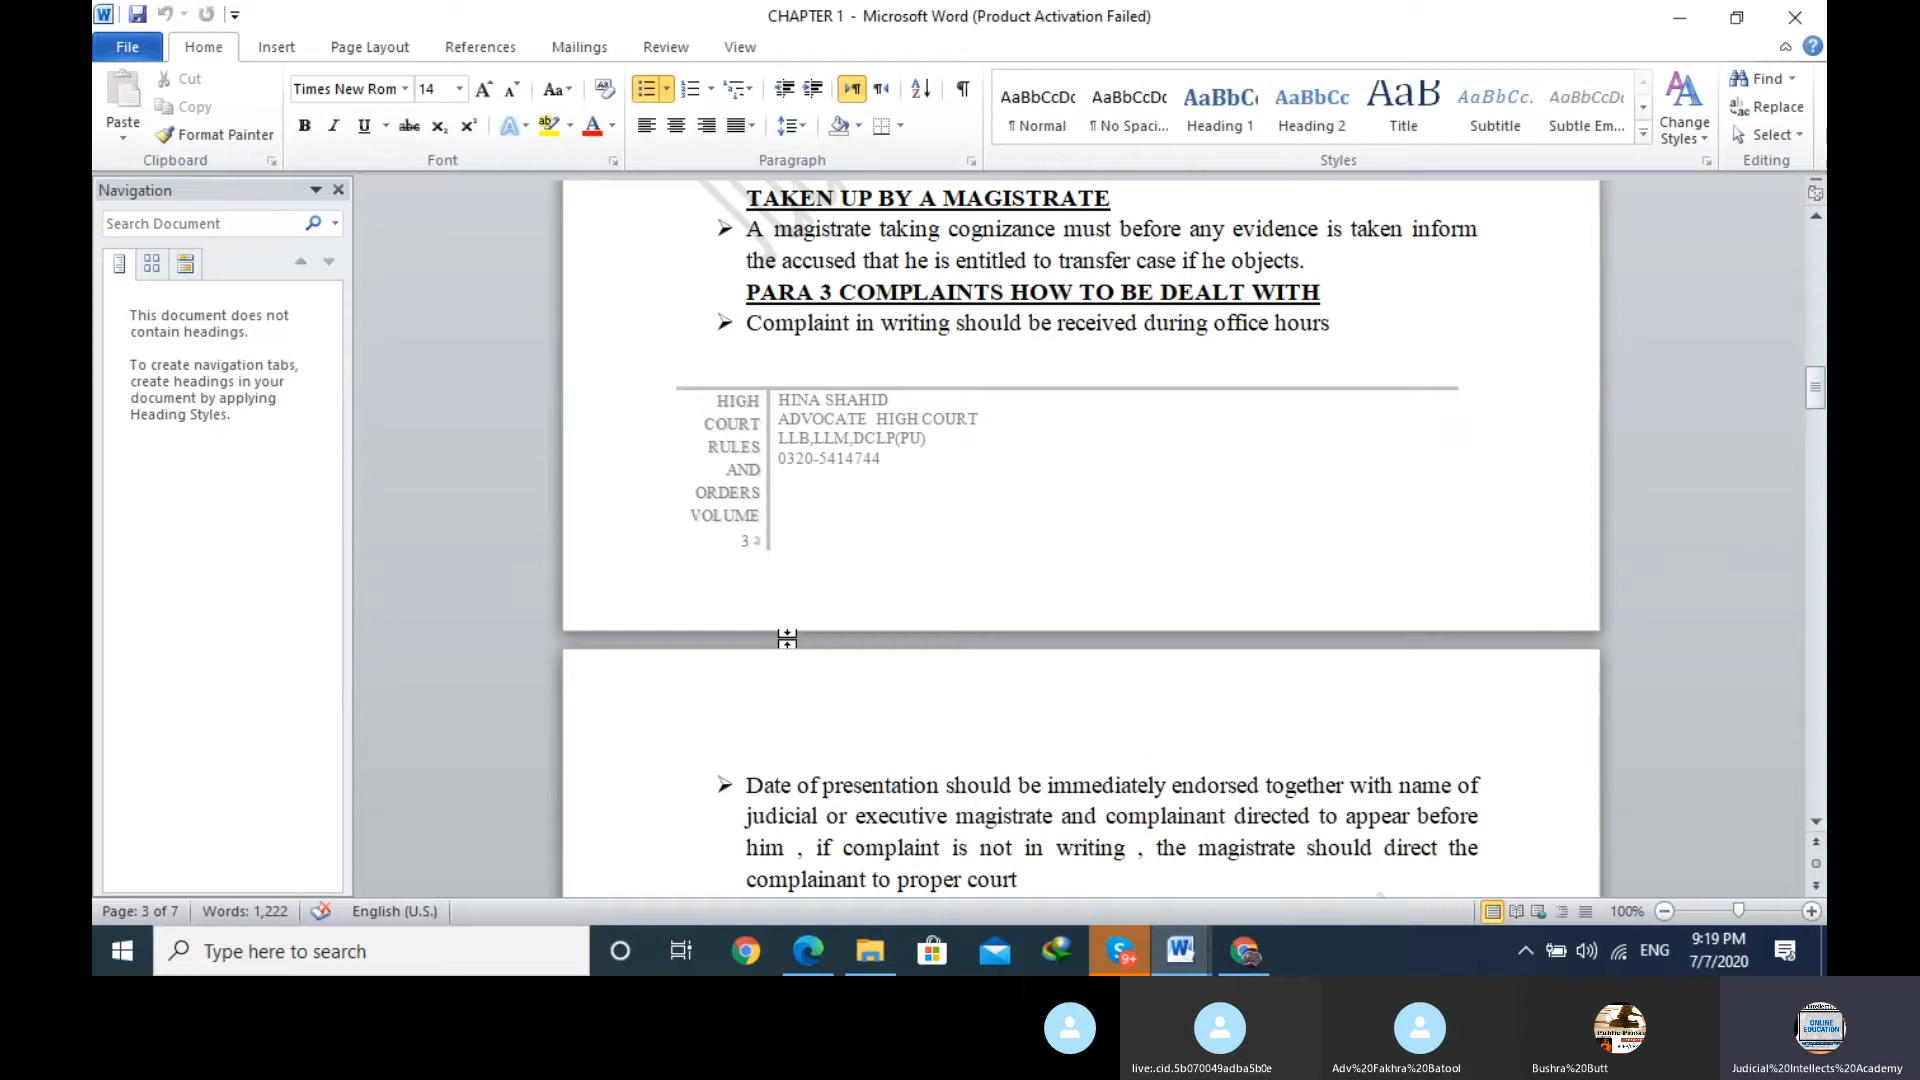 CHAPTER 1 - Microsoft Word (Product Activation Failed)
File Home Insert Page Layout References Mailings Review View
Paste
Cut
Copy
Format Painter
Clipboard
Times New Rom 14
Font
Paragraph
AaBbCcDc AaBbCcDc AaBbC AaBbCc AaB AaBbCc. AaBbCcDc
¶ Normal ¶ No Spaci... Heading 1 Heading 2 Title Subtitle Subtle Em...
Styles
Change
Styles
Find
Replace
Select
Editing
Navigation
Search Document
This document does not
contain headings.
To create navigation tabs,
create headings in your
document by applying
Heading Styles.
TAKEN UP BY A MAGISTRATE
➢ A magistrate taking cognizance must before any evidence is taken inform
the accused that he is entitled to transfer case if he objects.
PARA 3 COMPLAINTS HOW TO BE DEALT WITH
➢ Complaint in writing should be received during office hours
HIGH
COURT
RULES
AND
ORDERS
VOLUME
3
HINA SHAHID
ADVOCATE HIGH COURT
LLB,LLM,DCLP(PU)
0320-5414744
➢ Date of presentation should be immediately endorsed together with name of
judicial or executive magistrate and complainant directed to appear before
him , if complaint is not in writing , the magistrate should direct the
complainant to proper court
Page: 3 of 7 Words: 1,222 English (U.S.) 100%
Type here to search
9+
ENG
9:19 PM
7/7/2020
ONLINE
EDUCATION
live:.cid.5b070049adba5b0e Adv%20Fakhra%20Batool Bushra%20Butt Judicial%20Intellects%20Academy